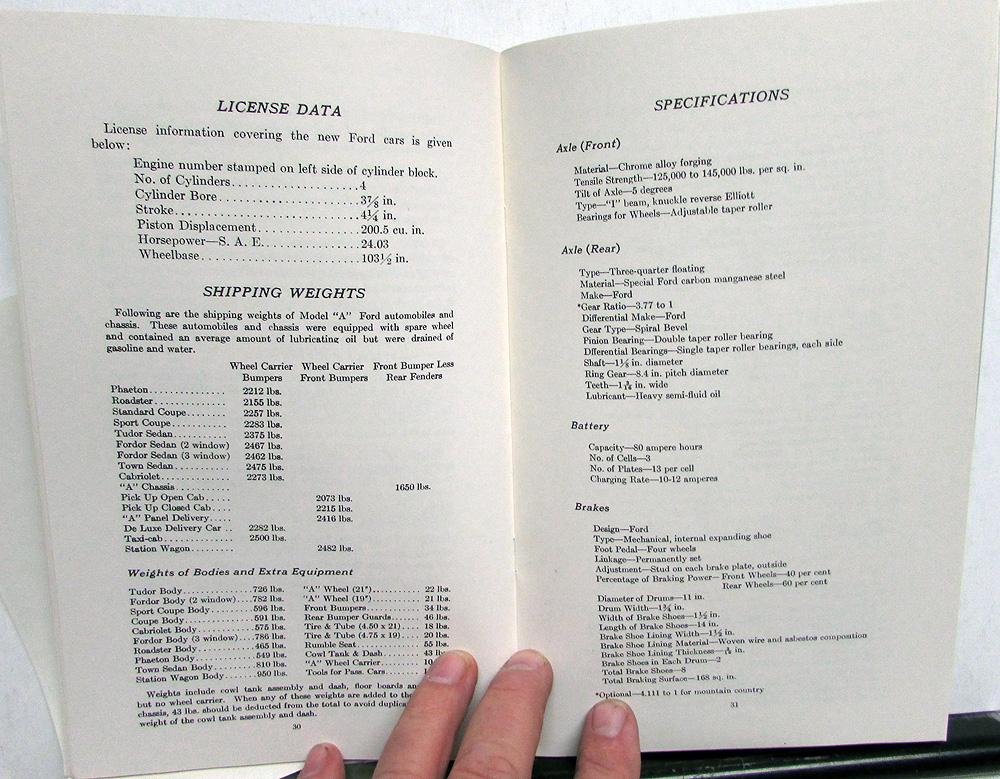 LICENSE DATA
License information covering the new Ford cars is given
below:
Engine number stamped on left side of cylinder block.
No. of Cylinders....................4
Cylinder Bore.......................3⅞ in.
Stroke..............................4¼ in.
Piston Displacement.................200.5 cu. in.
Horsepower—S. A. E..................24.03
Wheelbase...........................103½ in.
SHIPPING WEIGHTS
Following are the shipping weights of Model "A" Ford automobiles and
chassis. These automobiles and chassis were equipped with spare wheel
and contained an average amount of lubricating oil but were drained of
gasoline and water.
Wheel Carrier Wheel Carrier Front Bumper Less
Bumpers Front Bumpers Rear Fenders
Phaeton.............. 2212 lbs.
Roadster............. 2155 lbs.
Standard Coupe....... 2257 lbs.
Sport Coupe.......... 2283 lbs.
Tudor Sedan.......... 2375 lbs.
Fordor Sedan (2 window) 2467 lbs.
Fordor Sedan (3 window) 2462 lbs.
Town Sedan........... 2475 lbs.
Cabriolet............ 2273 lbs.
"A" Chassis.......... 1650 lbs.
Pick Up Open Cab..... 2073 lbs.
Pick Up Closed Cab.... 2215 lbs.
"A" Panel Delivery..... 2416 lbs.
De Luxe Delivery Car .. 2282 lbs.
Taxi-cab............. 2500 lbs.
Station Wagon........ 2482 lbs.
Weights of Bodies and Extra Equipment
Tudor Body..............726 lbs. "A" Wheel (21").......... 22 lbs.
Fordor Body (2 window)...782 lbs. "A" Wheel (19").......... 21 lbs.
Sport Coupe Body........596 lbs. Front Bumpers........... 34 lbs.
Coupe Body..............591 lbs. Rear Bumper Guards...... 46 lbs.
Cabriolet Body..........575 lbs. Tire & Tube (4.50 x 21).... 18 lbs.
Fordor Body (3 window)....786 lbs. Tire & Tube (4.75 x 19).... 20 lbs.
Roadster Body...........465 lbs. Rumble Seat............. 55 lbs.
Phaeton Body............549 lbs. Cowl Tank & Dash........ 43 lbs.
Town Sedan Body.........810 lbs. "A" Wheel Carrier....... 10
Station Wagon Body......950 lbs. Tools for Pass. Cars.....
Weights include cowl tank assembly and dash, floor boards
but no wheel carrier. When any of these weights are added to the
chassis, 43 lbs. should be deducted from the total to avoid
weight of the cowl tank assembly and dash.
30
SPECIFICATIONS
Axle (Front)
Material—Chrome alloy forging
Tensile Strength—125,000 to 145,000 lbs. per sq. in.
Tilt of Axle—5 degrees
Type—"I" beam, knuckle reverse Elliott
Bearings for Wheels—Adjustable taper roller
Axle (Rear)
Type—Three-quarter floating
Material—Special Ford carbon manganese steel
Make—Ford
*Gear Ratio—3.77 to 1
Differential Make—Ford
Gear Type—Spiral Bevel
Pinion Bearing—Double taper roller bearing
Dfferential Bearings—Single taper roller bearings, each side
Shaft—1⅛ in. diameter
Ring Gear—8.4 in. pitch diameter
Teeth— in. wide
Lubricant—Heavy semi-fluid oil
Battery
Capacity—80 ampere hours
No. of Cells—3
No. of Plates—13 per cell
Charging Rate—10-12 amperes
Brakes
Design—Ford
Type—Mechanical, internal expanding shoe
Foot Pedal—Four wheels
Linkage—Permanently set
Adjustment—Stud on each brake plate, outside
Percentage of Braking Power—Front Wheels—40 per cent
Rear Wheels—60 per cent
Diameter of Drums—11 in.
Drum Width—1¾ in.
Width of Brake Shoes—1½ in.
Length of Brake Shoes—14 in.
Brake Shoe Lining Width—1½ in.
Brake Shoe Lining Material—Woven wire and asbestos composition
Brake Shoe Lining Thickness— in.
Brake Shoes in Each Drum—2
Total Brake Shoes—8
Total Braking Surface—168 sq. in.
*Optional—4.111 to 1 for mountain country
31